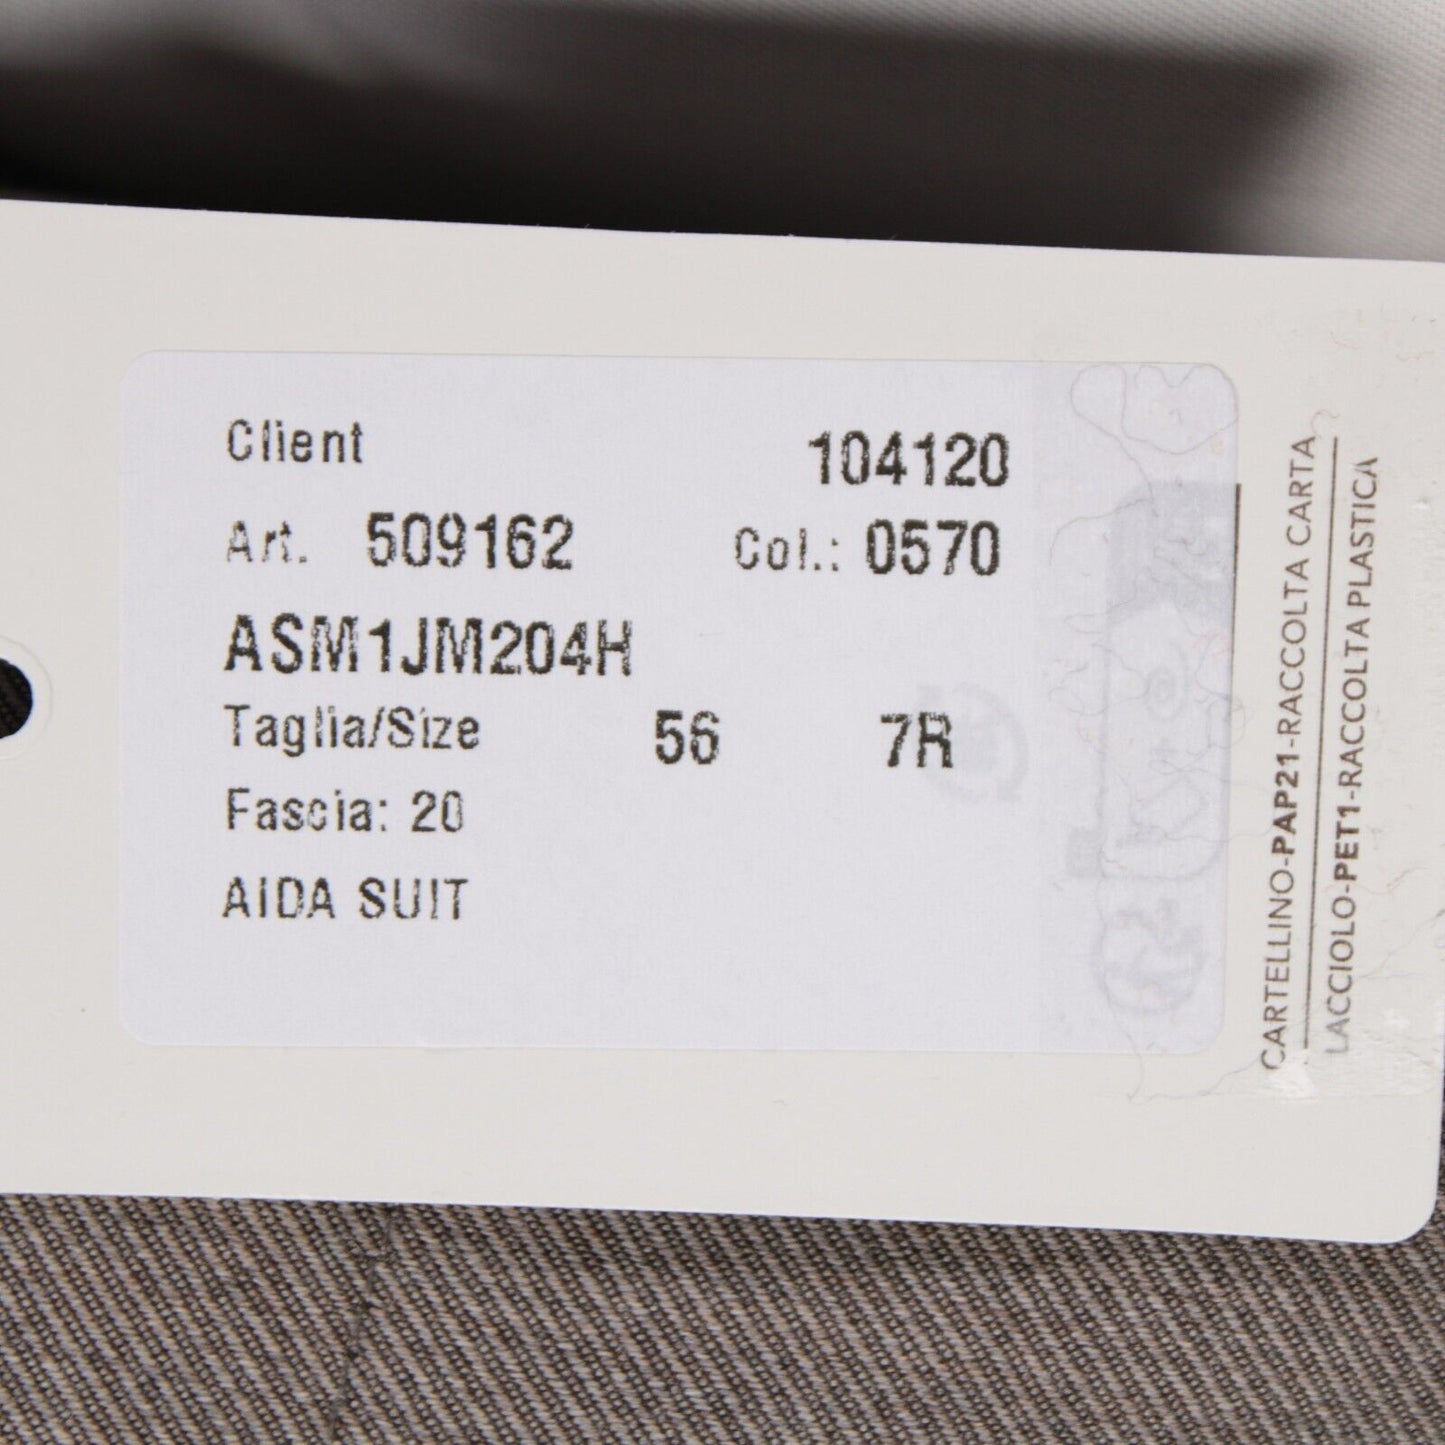 Client 104120
Art. 509162 Col.: 0570
ASM1JM204H
Taglia/Size 56 7R
Fascia: 20
AIDA SUIT
CARTELLINO-PAP21-RACCOLTA CARTA
LACCIOLO-PET1-RACCOLTA PLASTICA